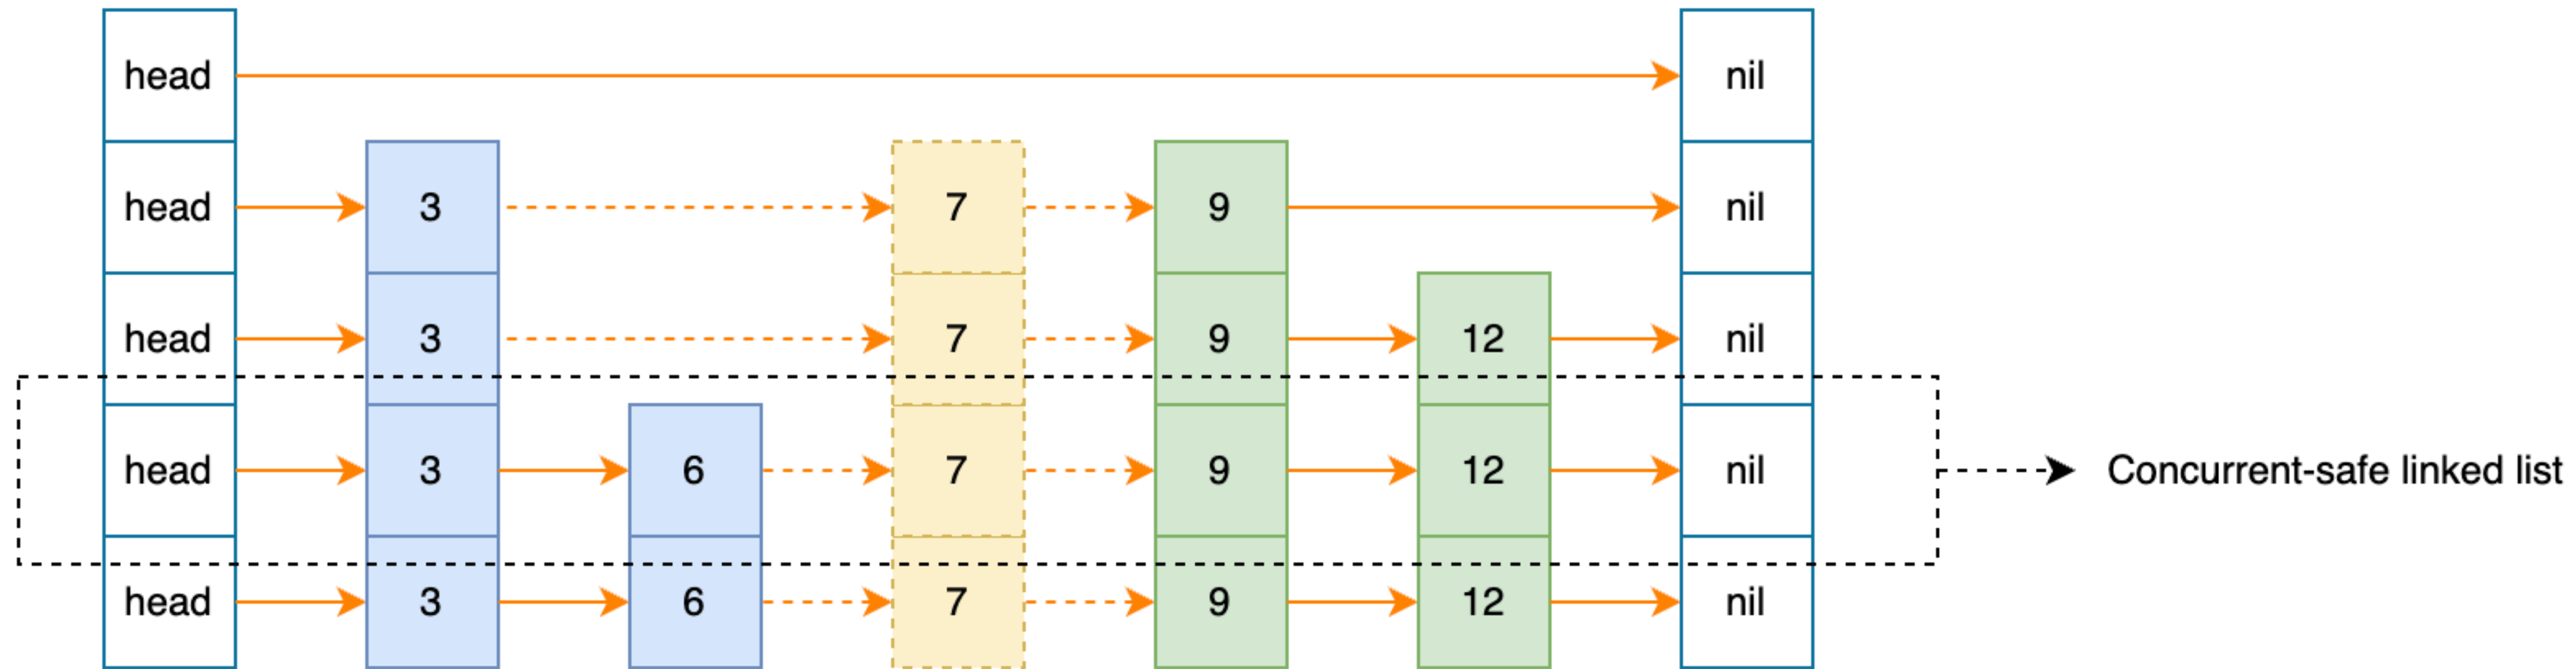 head nil
head 3 7 9 nil
head 3 7 9 12 nil
head 3 6 7 9 12 nil Concurrent-safe linked list
head 3 6 7 9 12 nil